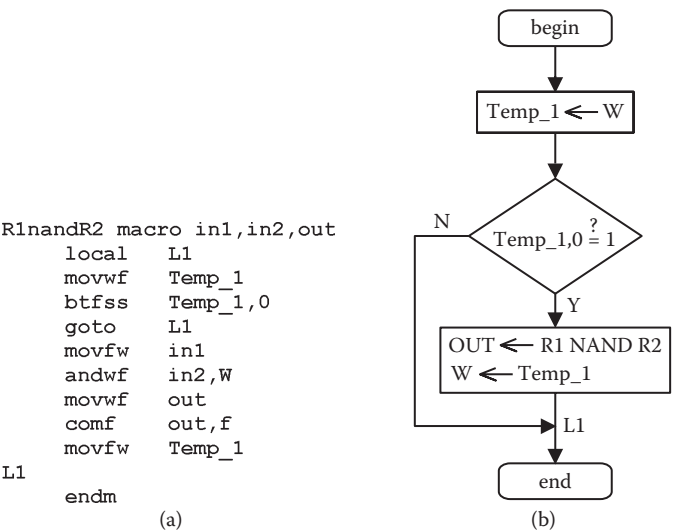 R1nandR2 macro in1,in2,out
local L1
movwf Temp_1
btfss Temp_1,0
goto L1
movfw in1
andwf in2,W
movwf out
comf out,f
movfw Temp_1
L1
endm
(a)
begin
Temp_1 ← W
?
Temp_1,0 = 1
N
Y
OUT ← R1 NAND R2
W ← Temp_1
L1
end
(b)